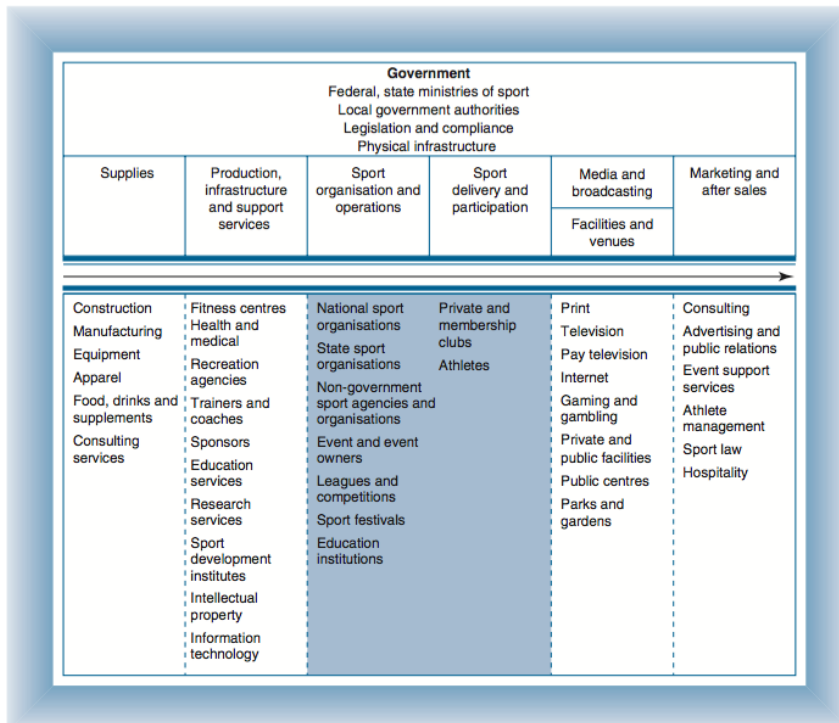 Government
Federal, state ministries of sport
Local government authorities
Legislation and compliance
Physical infrastructure
Supplies
Production,
infrastructure
and support
services
Sport
organisation and
operations
Sport
delivery and
participation
Media and
broadcasting
Facilities and
venues
Marketing and
after sales
Construction
Manufacturing
Equipment
Apparel
Food, drinks and
supplements
Consulting
services
Fitness centres
Health and
medical
Recreation
agencies
Trainers and
coaches
Sponsors
Education
services
Research
services
Sport
development
institutes
Intellectual
property
Information
technology
National sport
organisations
State sport
organisations
Non-government
sport agencies and
organisations
Event and event
owners
Leagues and
competitions
Sport festivals
Education
institutions
Private and
membership
clubs
Athletes
Print
Television
Pay television
Internet
Gaming and
gambling
Private and
public facilities
Public centres
Parks and
gardens
Consulting
Advertising and
public relations
Event support
services
Athlete
management
Sport law
Hospitality